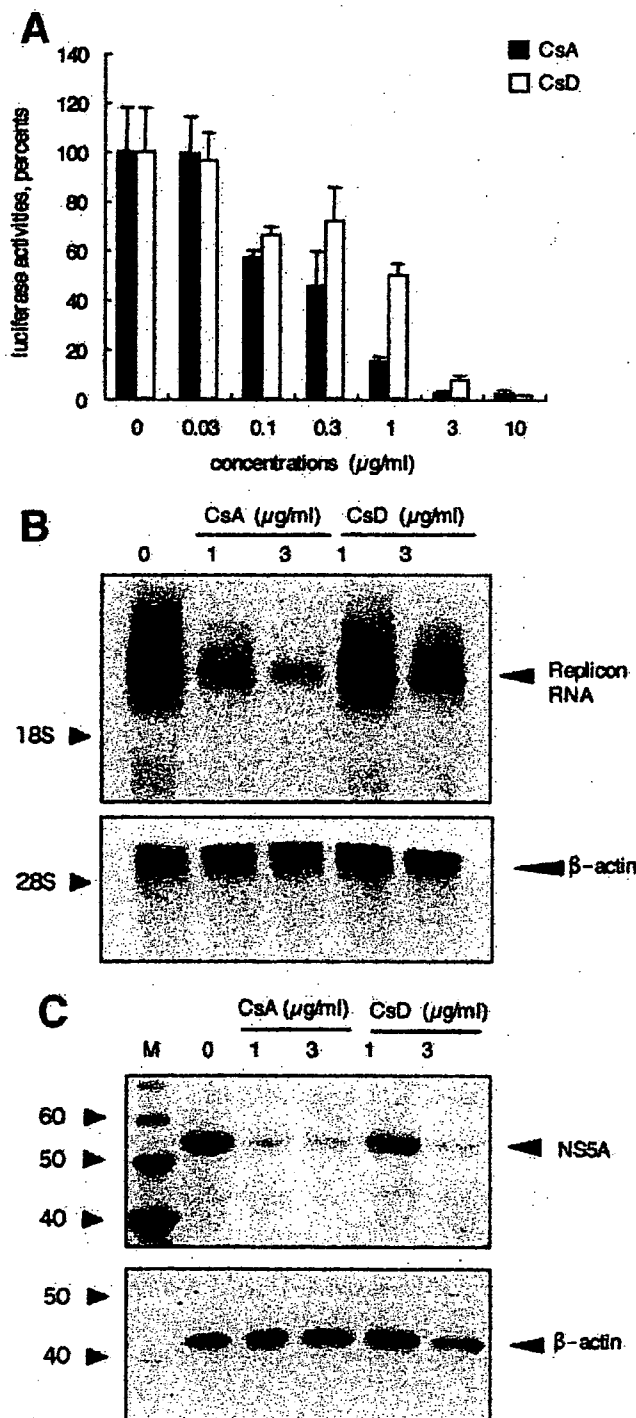 A
140
120
100
80
60
40
20
0
luciferase activities, percents
CsA
CsD
0 0.03 0.1 0.3 1 3 10
concentrations (µg/ml)
B
CsA (µg/ml) CsD (µg/ml)
0 1 3 1 3
Replicon
RNA
18S
β-actin
28S
C
CsA (µg/ml) CsD (µg/ml)
M 0 1 3 1 3
60
50
40
NS5A
50
40
β-actin